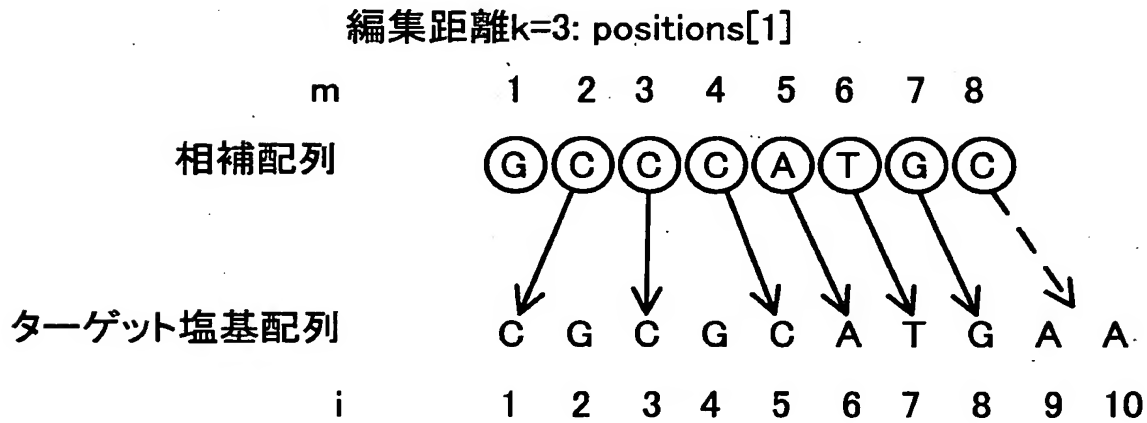 編集距離k=3: positions[1]
m 1 2 3 4 5 6 7 8
相補配列 G C C C A T G C
ターゲット塩基配列 C G C G C A T G A A
i 1 2 3 4 5 6 7 8 9 10